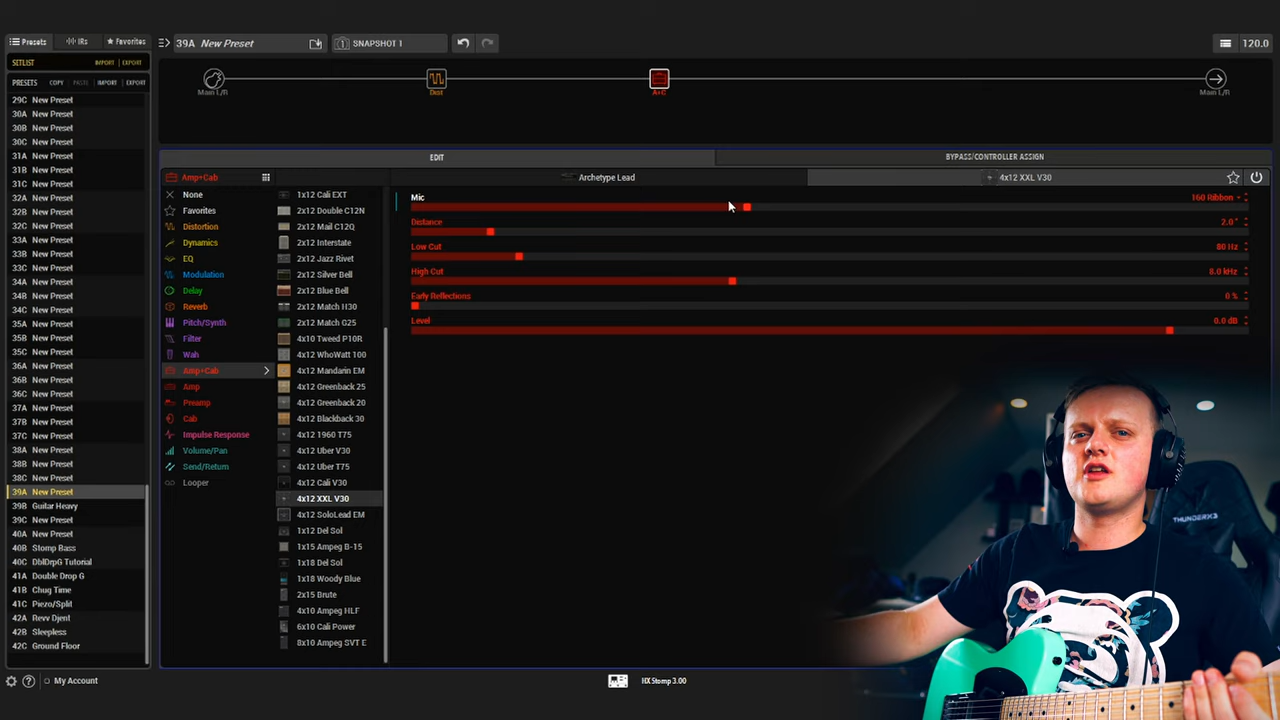 Presets IRs Favorites
39A New Preset
SNAPSHOT 1
120.0
SETLIST IMPORT EXPORT
PRESETS COPY PASTE IMPORT EXPORT
29C New Preset
30A New Preset
30B New Preset
30C New Preset
31A New Preset
31B New Preset
31C New Preset
32A New Preset
32B New Preset
32C New Preset
33A New Preset
33B New Preset
33C New Preset
34A New Preset
34B New Preset
34C New Preset
35A New Preset
35B New Preset
35C New Preset
36A New Preset
36B New Preset
36C New Preset
37A New Preset
37B New Preset
37C New Preset
38A New Preset
38B New Preset
38C New Preset
39A New Preset
39B Guitar Heavy
39C New Preset
40A New Preset
40B Stomp Bass
40C DblDrpG Tutorial
41A Double Drop G
41B Chug Time
41C Piezo/Split
42A Revv Djent
42B Sleepless
42C Ground Floor
My Account
Main L/R
Dist
A+C
Main L/R
EDIT
BYPASS/CONTROLLER ASSIGN
Amp+Cab
None
Favorites
Distortion
Dynamics
EQ
Modulation
Delay
Reverb
Pitch/Synth
Filter
Wah
Amp+Cab
Amp
Preamp
Cab
Impulse Response
Volume/Pan
Send/Return
Looper
1x12 Cali EXT
2x12 Double C12N
2x12 Mail C12Q
2x12 Interstate
2x12 Jazz Rivet
2x12 Silver Bell
2x12 Blue Bell
2x12 Match H30
2x12 Match G25
4x10 Tweed P10R
4x12 WhoWatt 100
4x12 Mandarin EM
4x12 Greenback 25
4x12 Greenback 20
4x12 Blackback 30
4x12 1960 T75
4x12 Uber V30
4x12 Uber T75
4x12 Cali V30
4x12 XXL V30
4x12 SoloLead EM
1x12 Del Sol
1x15 Ampeg B-15
1x18 Del Sol
1x18 Woody Blue
2x15 Brute
4x10 Ampeg HLF
6x10 Cali Power
8x10 Ampeg SVT E
Archetype Lead
4x12 XXL V30
Mic 160 Ribbon
Distance 2.0"
Low Cut 80 Hz
High Cut 8.0 kHz
Early Reflections 0 %
Level 0.0 dB
THUNDERX3
HX Stomp 3.00